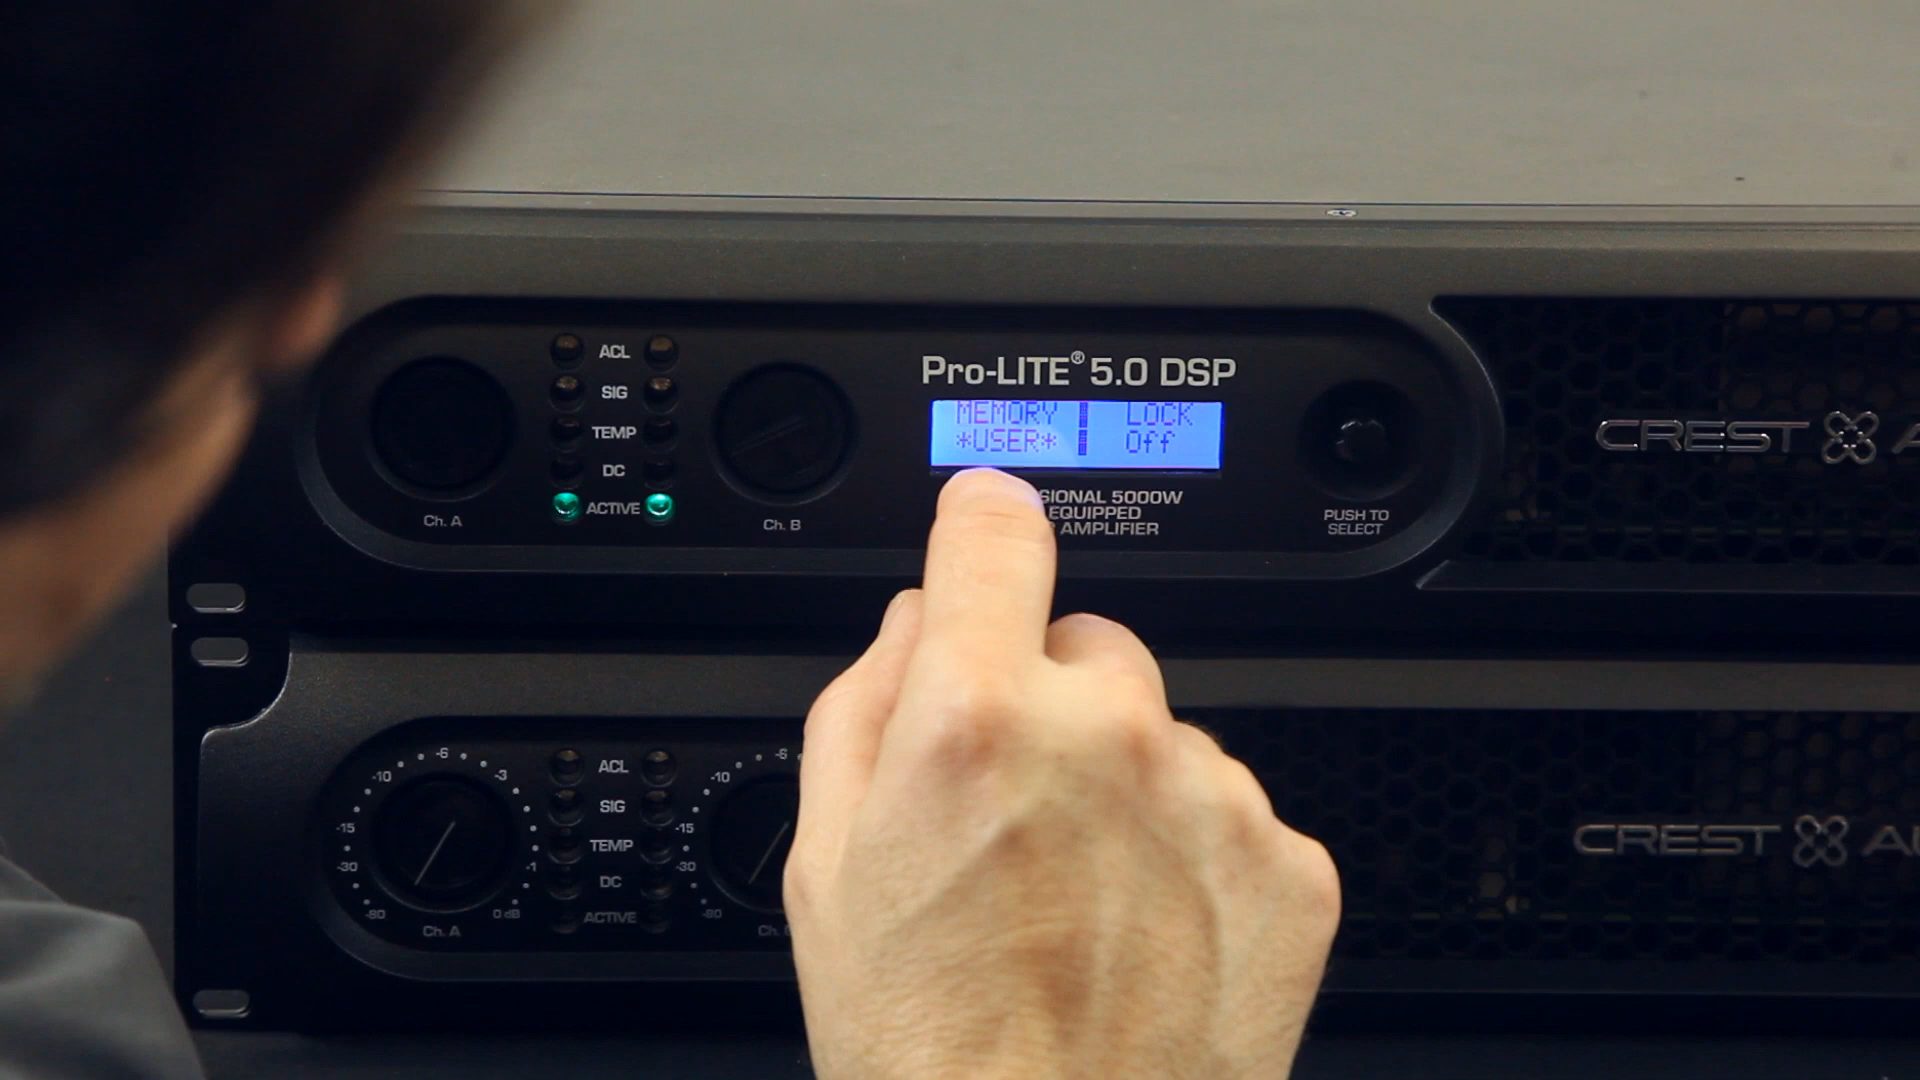 Pro-LITE® 5.0 DSP
MEMORY LOCK
*USER* Off
SIONAL 5000W
EQUIPPED
AMPLIFIER
PUSH TO
SELECT
ACL
SIG
TEMP
DC
ACTIVE
Ch. A
Ch. B
CREST
-6
-10
-3
-15
-30
-1
-80
0 dB
Ch. A
ACL
SIG
TEMP
DC
ACTIVE
-6
-10
-15
-30
-80
Ch.
CREST